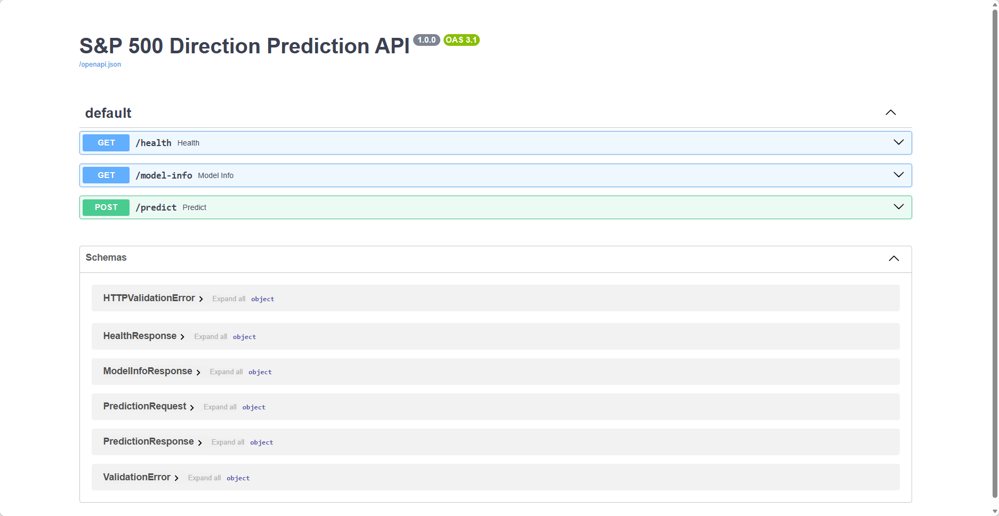 S&P 500 Direction Prediction API 1.0.0 OAS 3.1
/openapi.json
default
GET /health Health
GET /model-info Model Info
POST /predict Predict
Schemas
HTTPValidationError Expand all object
HealthResponse Expand all object
ModelInfoResponse Expand all object
PredictionRequest Expand all object
PredictionResponse Expand all object
ValidationError Expand all object